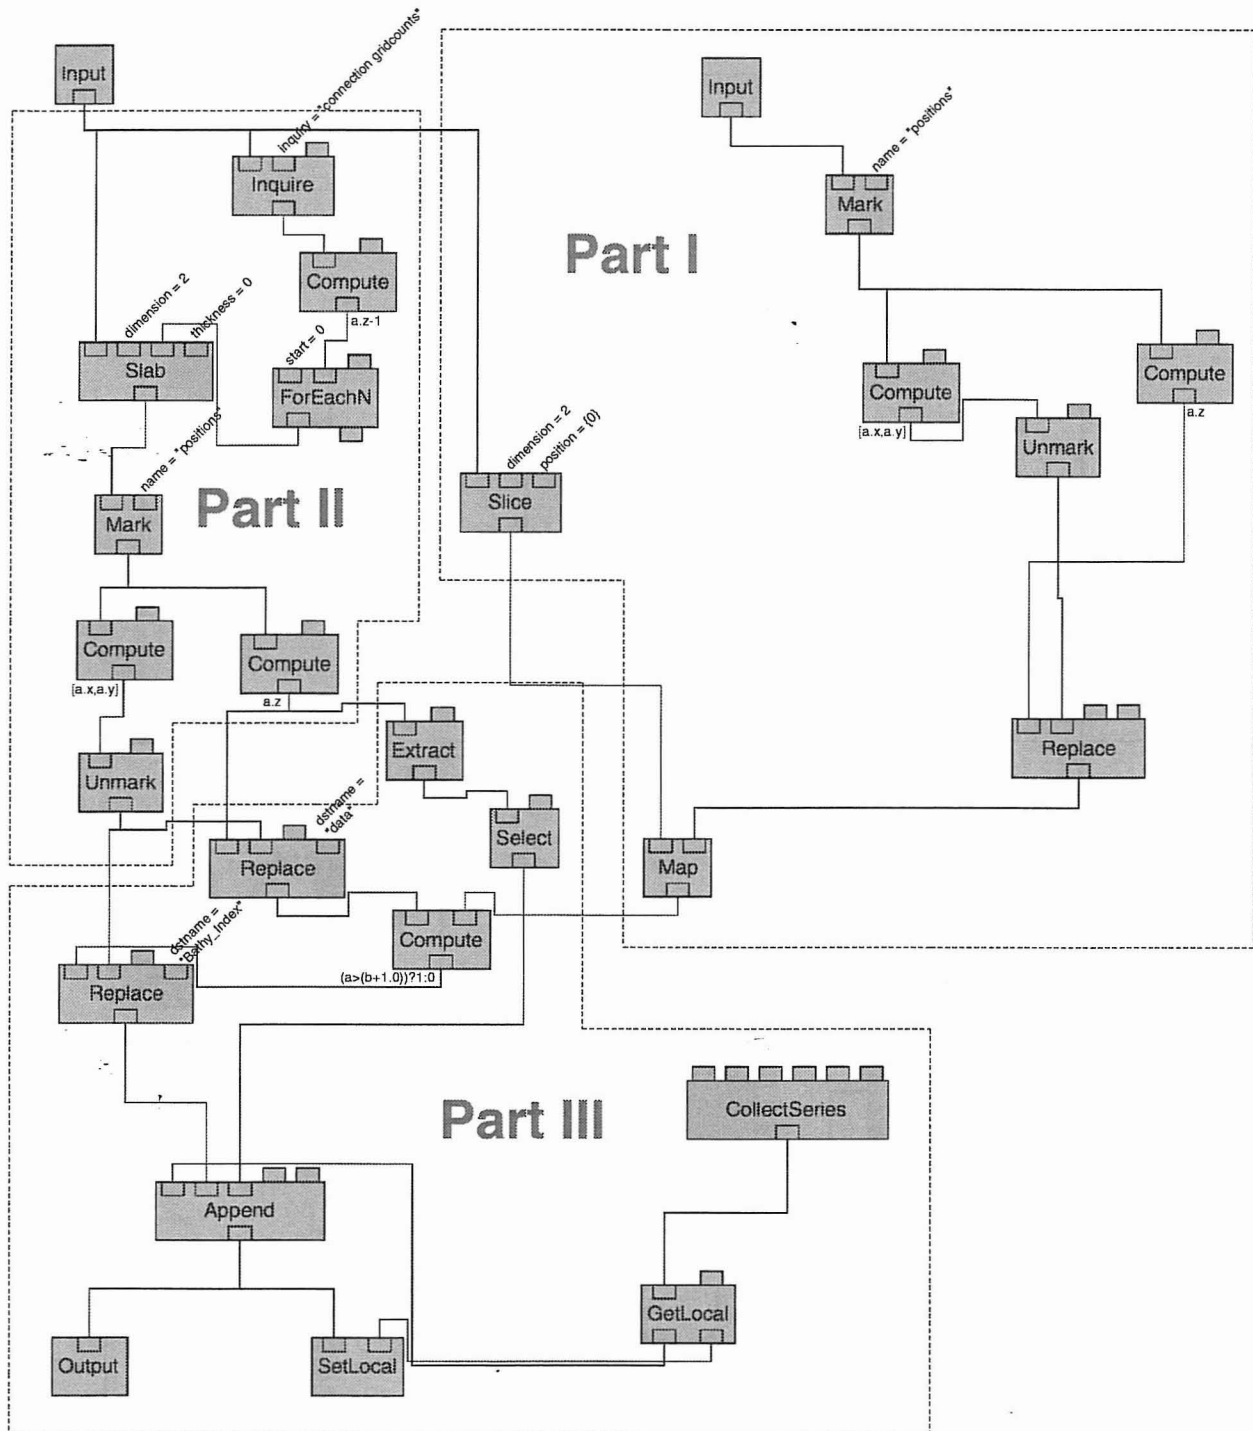 Input
inquiry = "connection gridcounts"
Inquire
Compute
a.z-1
dimension = 2
thickness = 0
start = 0
Slab
ForEachN
name = "positions"
Mark
Part II
Compute
[a.x,a.y]
Compute
a.z
Unmark
Part I
Input
name = "positions"
Mark
Compute
[a.x,a.y]
Compute
a.z
Unmark
dimension = 2
position = {0}
Slice
Replace
Map
Extract
Select
dstname =
"data"
Replace
Compute
(a>(b+1.0))?1:0
dstname =
"Bathy_Index"
Replace
Part III
CollectSeries
Append
GetLocal
Output
SetLocal